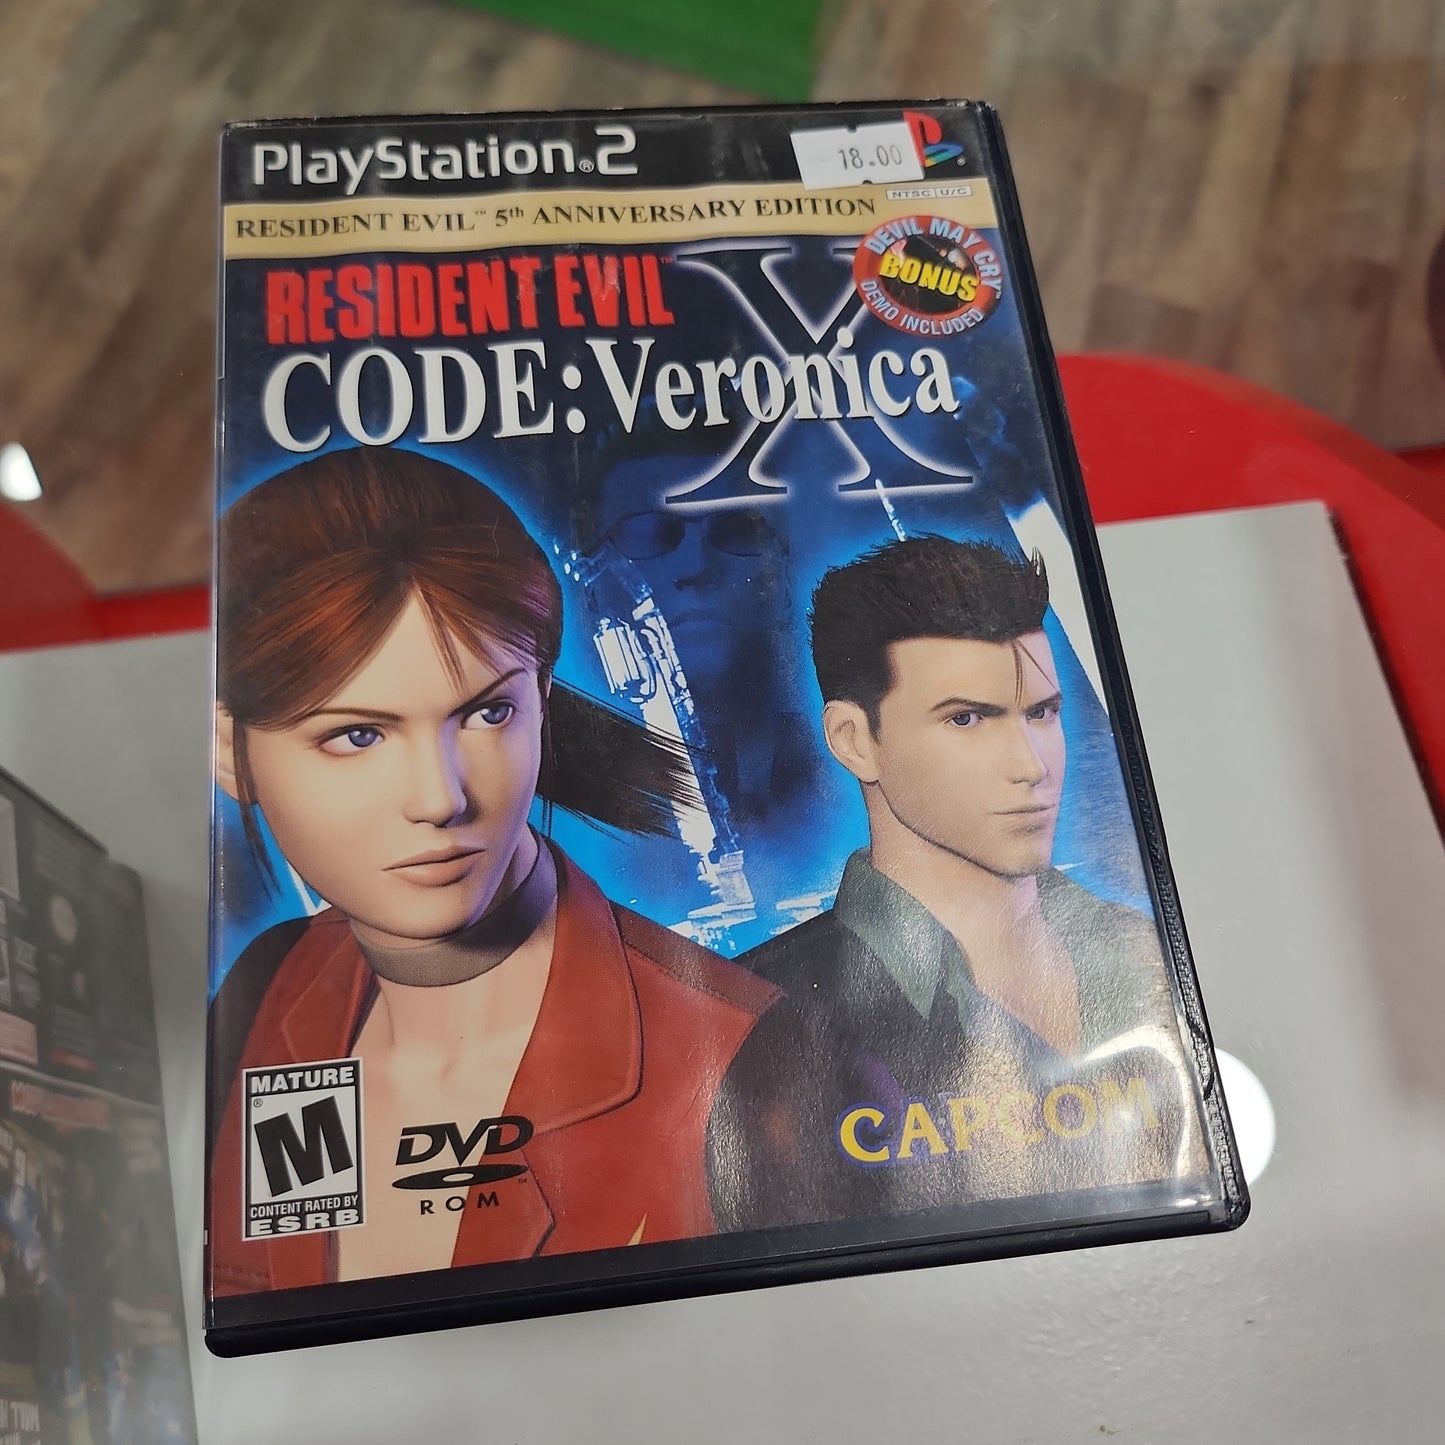 PlayStation®2
18.00
NTSC U/C
RESIDENT EVIL™ 5th ANNIVERSARY EDITION
DEVIL MAY CRY™
BONUS
DEMO INCLUDED
RESIDENT EVIL™
X
CODE:Veronica
MATURE
M
®
CONTENT RATED BY
ESRB
DVD
™
ROM
CAPCOM